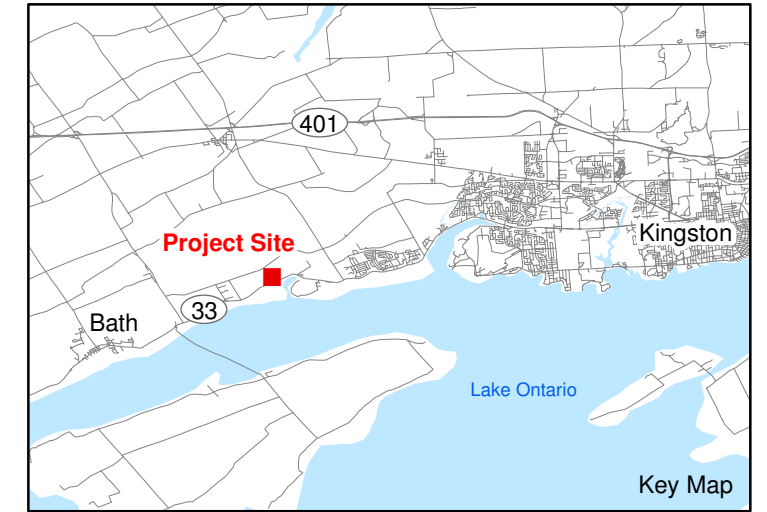 401
Kingston
Project Site
33
Bath
Lake Ontario
Key Map